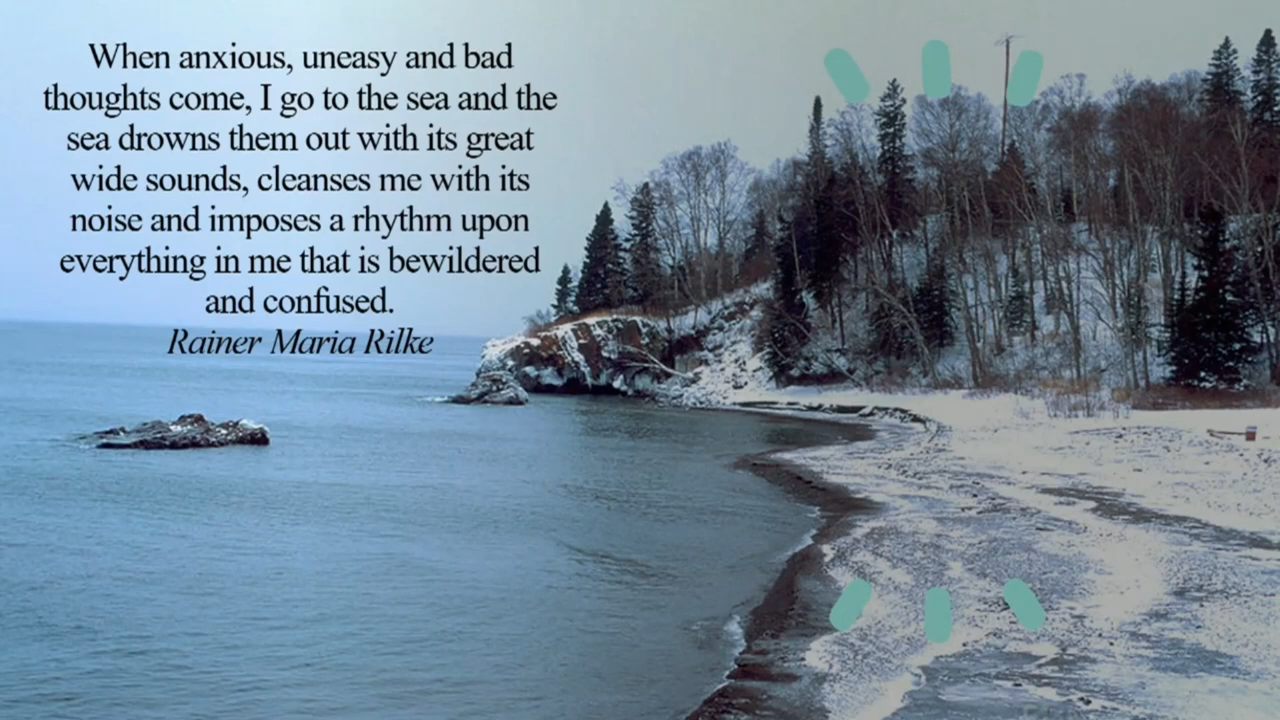 When anxious, uneasy and bad
thoughts come, I go to the sea and the
sea drowns them out with its great
wide sounds, cleanses me with its
noise and imposes a rhythm upon
everything in me that is bewildered
and confused.
Rainer Maria Rilke